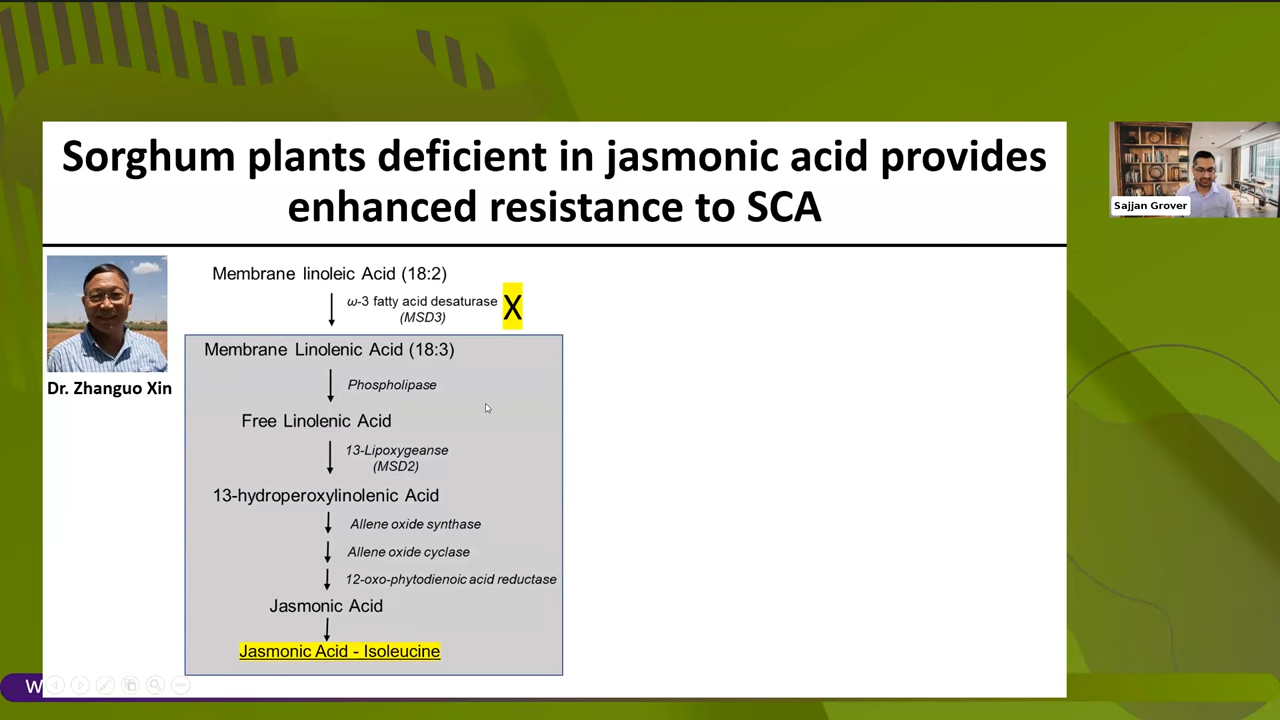 Sorghum plants deficient in jasmonic acid provides
enhanced resistance to SCA
Sajjan Grover
Dr. Zhanguo Xin
Membrane linoleic Acid (18:2)
ω-3 fatty acid desaturase
(MSD3)
X
Membrane Linolenic Acid (18:3)
Phospholipase
Free Linolenic Acid
13-Lipoxygeanse
(MSD2)
13-hydroperoxylinolenic Acid
Allene oxide synthase
Allene oxide cyclase
12-oxo-phytodienoic acid reductase
Jasmonic Acid
Jasmonic Acid - Isoleucine
W